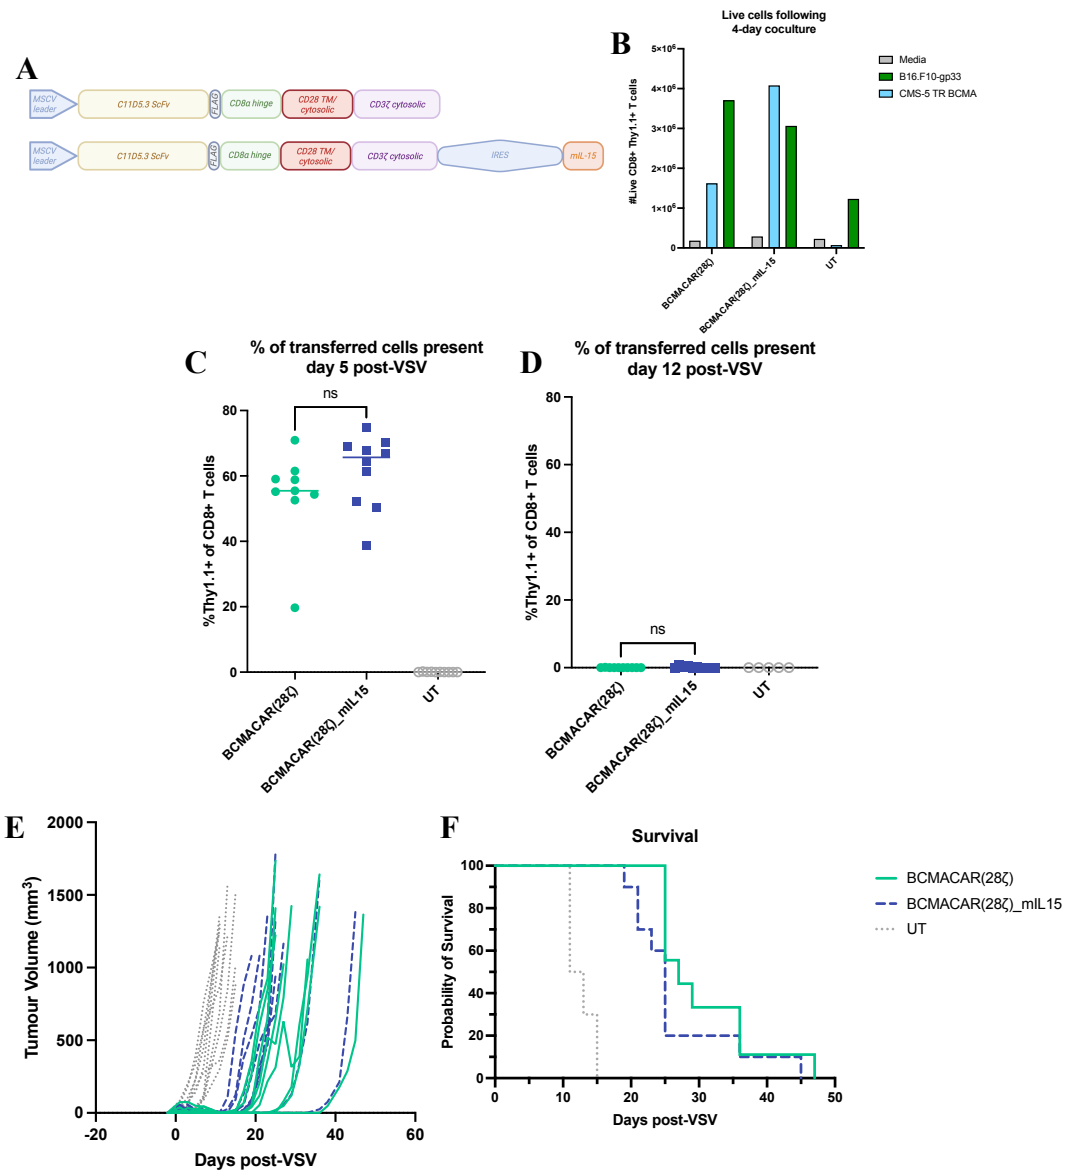 A
MSCV leader
C11D5.3 ScFv
FLAG
CD8α hinge
CD28 TM/ cytosolic
CD3ζ cytosolic
MSCV leader
C11D5.3 ScFv
FLAG
CD8α hinge
CD28 TM/ cytosolic
CD3ζ cytosolic
IRES
mIL-15
B
Live cells following
4-day coculture
#Live CD8+ Thy1.1+ T cells
5×10⁶
4×10⁶
3×10⁶
2×10⁶
1×10⁶
0
BCMACAR(28ζ)
BCMACAR(28ζ)_mIL-15
UT
Media
B16.F10-gp33
CMS-5 TR BCMA
C
% of transferred cells present
day 5 post-VSV
ns
%Thy1.1+ of CD8+ T cells
80
60
40
20
0
BCMACAR(28ζ)
BCMACAR(28ζ)_mIL15
UT
D
% of transferred cells present
day 12 post-VSV
ns
%Thy1.1+ of CD8+ T cells
80
60
40
20
0
BCMACAR(28ζ)
BCMACAR(28ζ)_mIL15
UT
E
Tumour Volume (mm³)
2000
1500
1000
500
0
-20 0 20 40 60
Days post-VSV
F
Survival
Probability of Survival
100
80
60
40
20
0
0 10 20 30 40 50
Days post-VSV
BCMACAR(28ζ)
BCMACAR(28ζ)_mIL15
UT